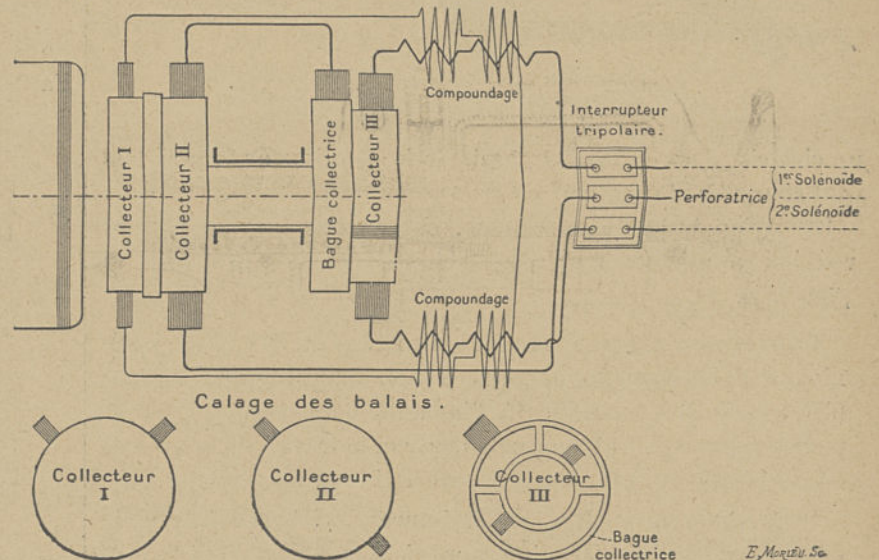 Compoundage
Interrupteur
tripolaire.
Collecteur I
Collecteur II
Bague collectrice
Collecteur III
Perforatrice
1er Solénoïde
2e Solénoïde
Compoundage
Calage des balais.
Collecteur
I
Collecteur
II
Collecteur
III
Bague
collectrice
E. Morieu. Sc.